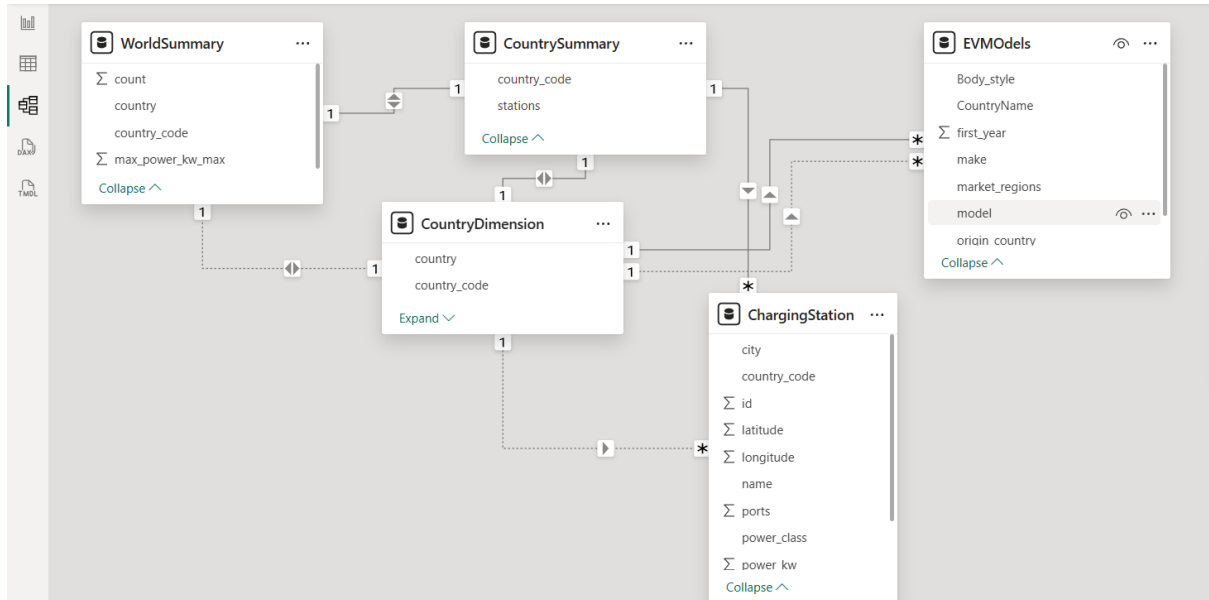 WorldSummary ...
Σ count
country
country_code
Σ max_power_kw_max
Collapse
CountrySummary ...
country_code
stations
Collapse
EVMOdels ...
Body_style
CountryName
Σ first_year
make
market_regions
model ...
origin_country
Collapse
CountryDimension ...
country
country_code
Expand
ChargingStation ...
city
country_code
Σ id
Σ latitude
Σ longitude
name
Σ ports
power_class
Σ power_kw
Collapse
DAX
TMDL
1
1
1
1
1
1
1
1
1
1
1
*
*
*
*